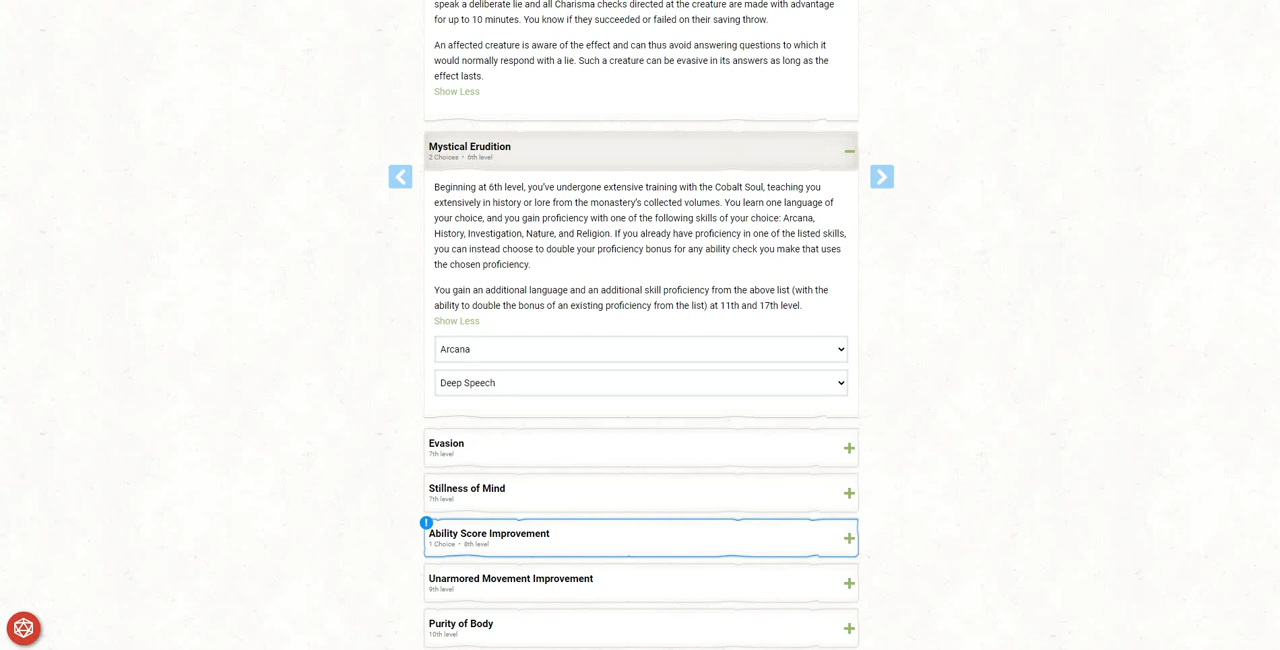 speak a deliberate lie and all Charisma checks directed at the creature are made with advantage
for up to 10 minutes. You know if they succeeded or failed on their saving throw.
An affected creature is aware of the effect and can thus avoid answering questions to which it
would normally respond with a lie. Such a creature can be evasive in its answers as long as the
effect lasts.
Show Less
Mystical Erudition
2 Choices • 6th level
Beginning at 6th level, you've undergone extensive training with the Cobalt Soul, teaching you
extensively in history or lore from the monastery's collected volumes. You learn one language of
your choice, and you gain proficiency with one of the following skills of your choice: Arcana,
History, Investigation, Nature, and Religion. If you already have proficiency in one of the listed skills,
you can instead choose to double your proficiency bonus for any ability check you make that uses
the chosen proficiency.
You gain an additional language and an additional skill proficiency from the above list (with the
ability to double the bonus of an existing proficiency from the list) at 11th and 17th level.
Show Less
Arcana
Deep Speech
Evasion
7th level
Stillness of Mind
7th level
Ability Score Improvement
1 Choice • 8th level
Unarmored Movement Improvement
9th level
Purity of Body
10th level